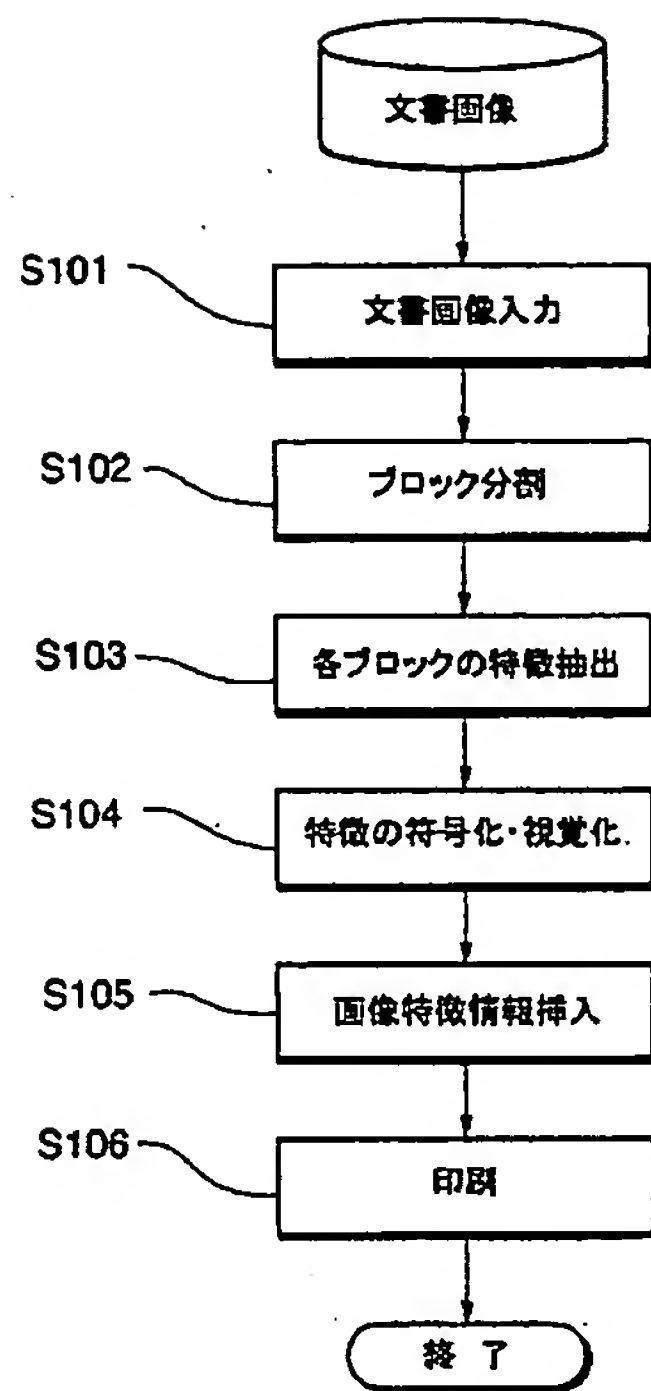 文書画像
S101
文書画像入力
S102
ブロック分割
S103
各ブロックの特徴抽出
S104
特徴の符号化・視覚化
S105
画像特徴情報挿入
S106
印刷
終了